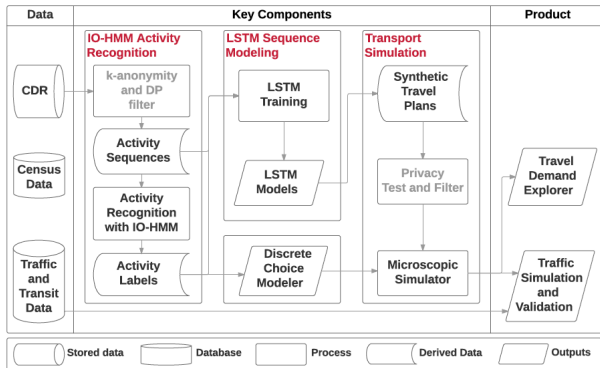 Data
Key Components
Product
IO-HMM Activity
Recognition
LSTM Sequence
Modeling
Transport
Simulation
CDR
k-anonymity
and DP
filter
Activity
Sequences
Activity
Recognition
with IO-HMM
Activity
Labels
LSTM
Training
LSTM
Models
Discrete
Choice
Modeler
Synthetic
Travel
Plans
Privacy
Test and Filter
Microscopic
Simulator
Census
Data
Traffic
and
Transit
Data
Travel
Demand
Explorer
Traffic
Simulation
and
Validation
Stored data
Database
Process
Derived Data
Outputs